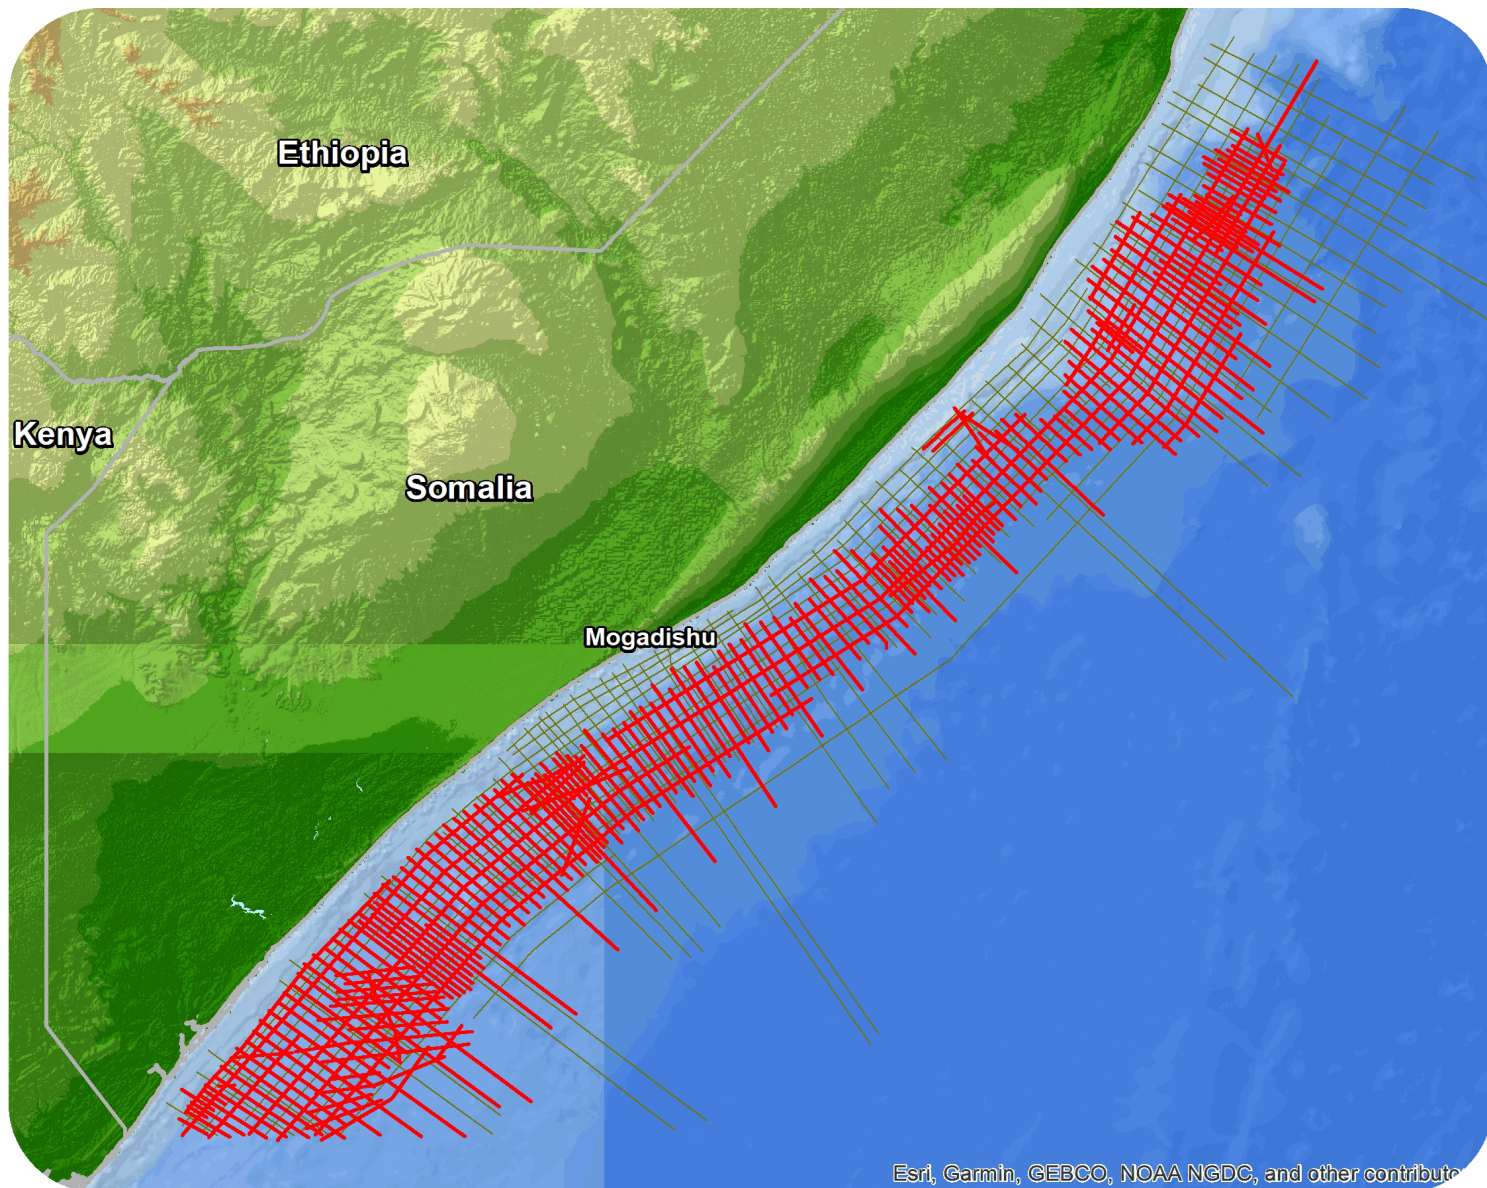 Ethiopia
Kenya
Somalia
Mogadishu
Esri, Garmin, GEBCO, NOAA NGDC, and other contributo